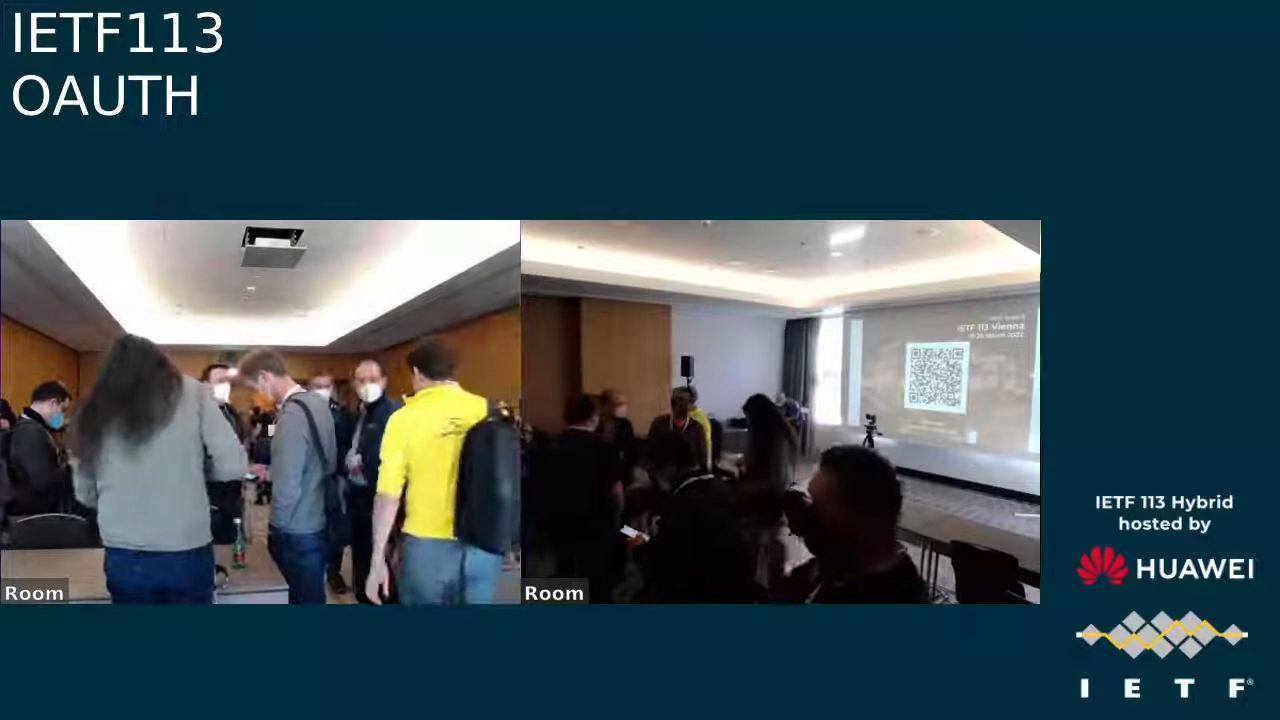 IETF113
OAUTH
IETF 113 Vienna
Room
Room
IETF 113 Hybrid
hosted by
HUAWEI
I E T F®